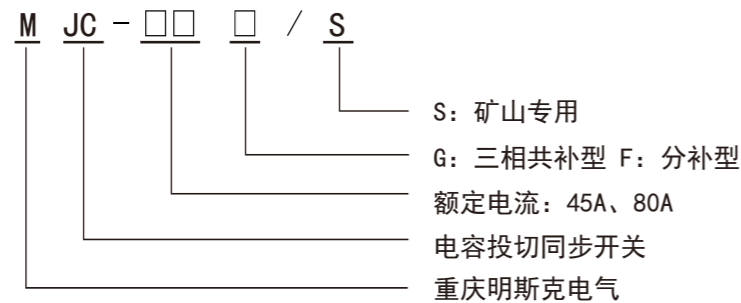 M JC-□□ □ / S
S：矿山专用
G：三相共补型 F：分补型
额定电流：45A、80A
电容投切同步开关
重庆明斯克电气